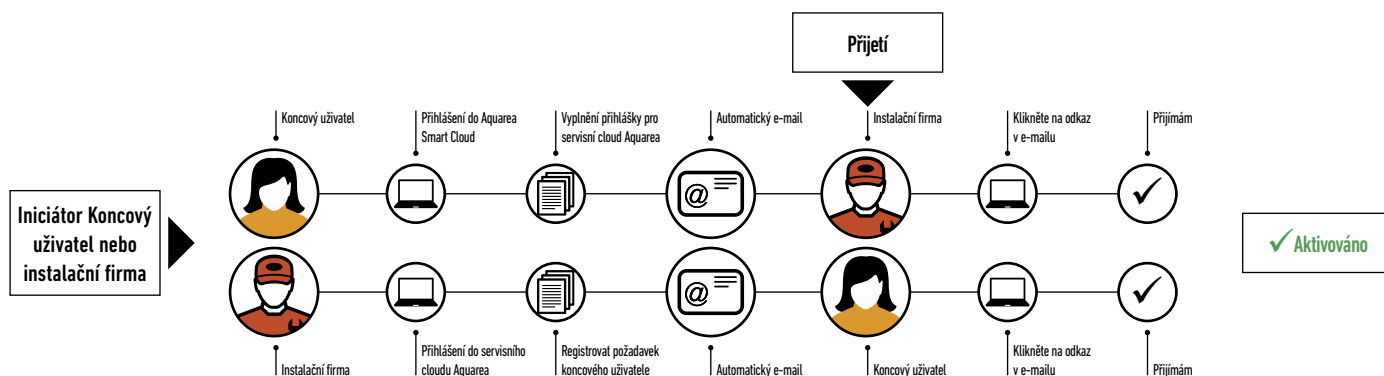 Přijetí
Koncový uživatel
Přihlášení do Aquarea
Smart Cloud
Vyplnění přihlášky pro
servisní cloud Aquarea
Automatický e-mail
Instalační firma
Klikněte na odkaz
v e-mailu
Přijímám
Iniciátor Koncový
uživatel nebo
instalační firma
@
@
Aktivováno
Instalační firma
Přihlášení do servisního
cloudu Aquarea
Registrovat požadavek
koncového uživatele
Automatický e-mail
Koncový uživatel
Klikněte na odkaz
v e-mailu
Přijímám